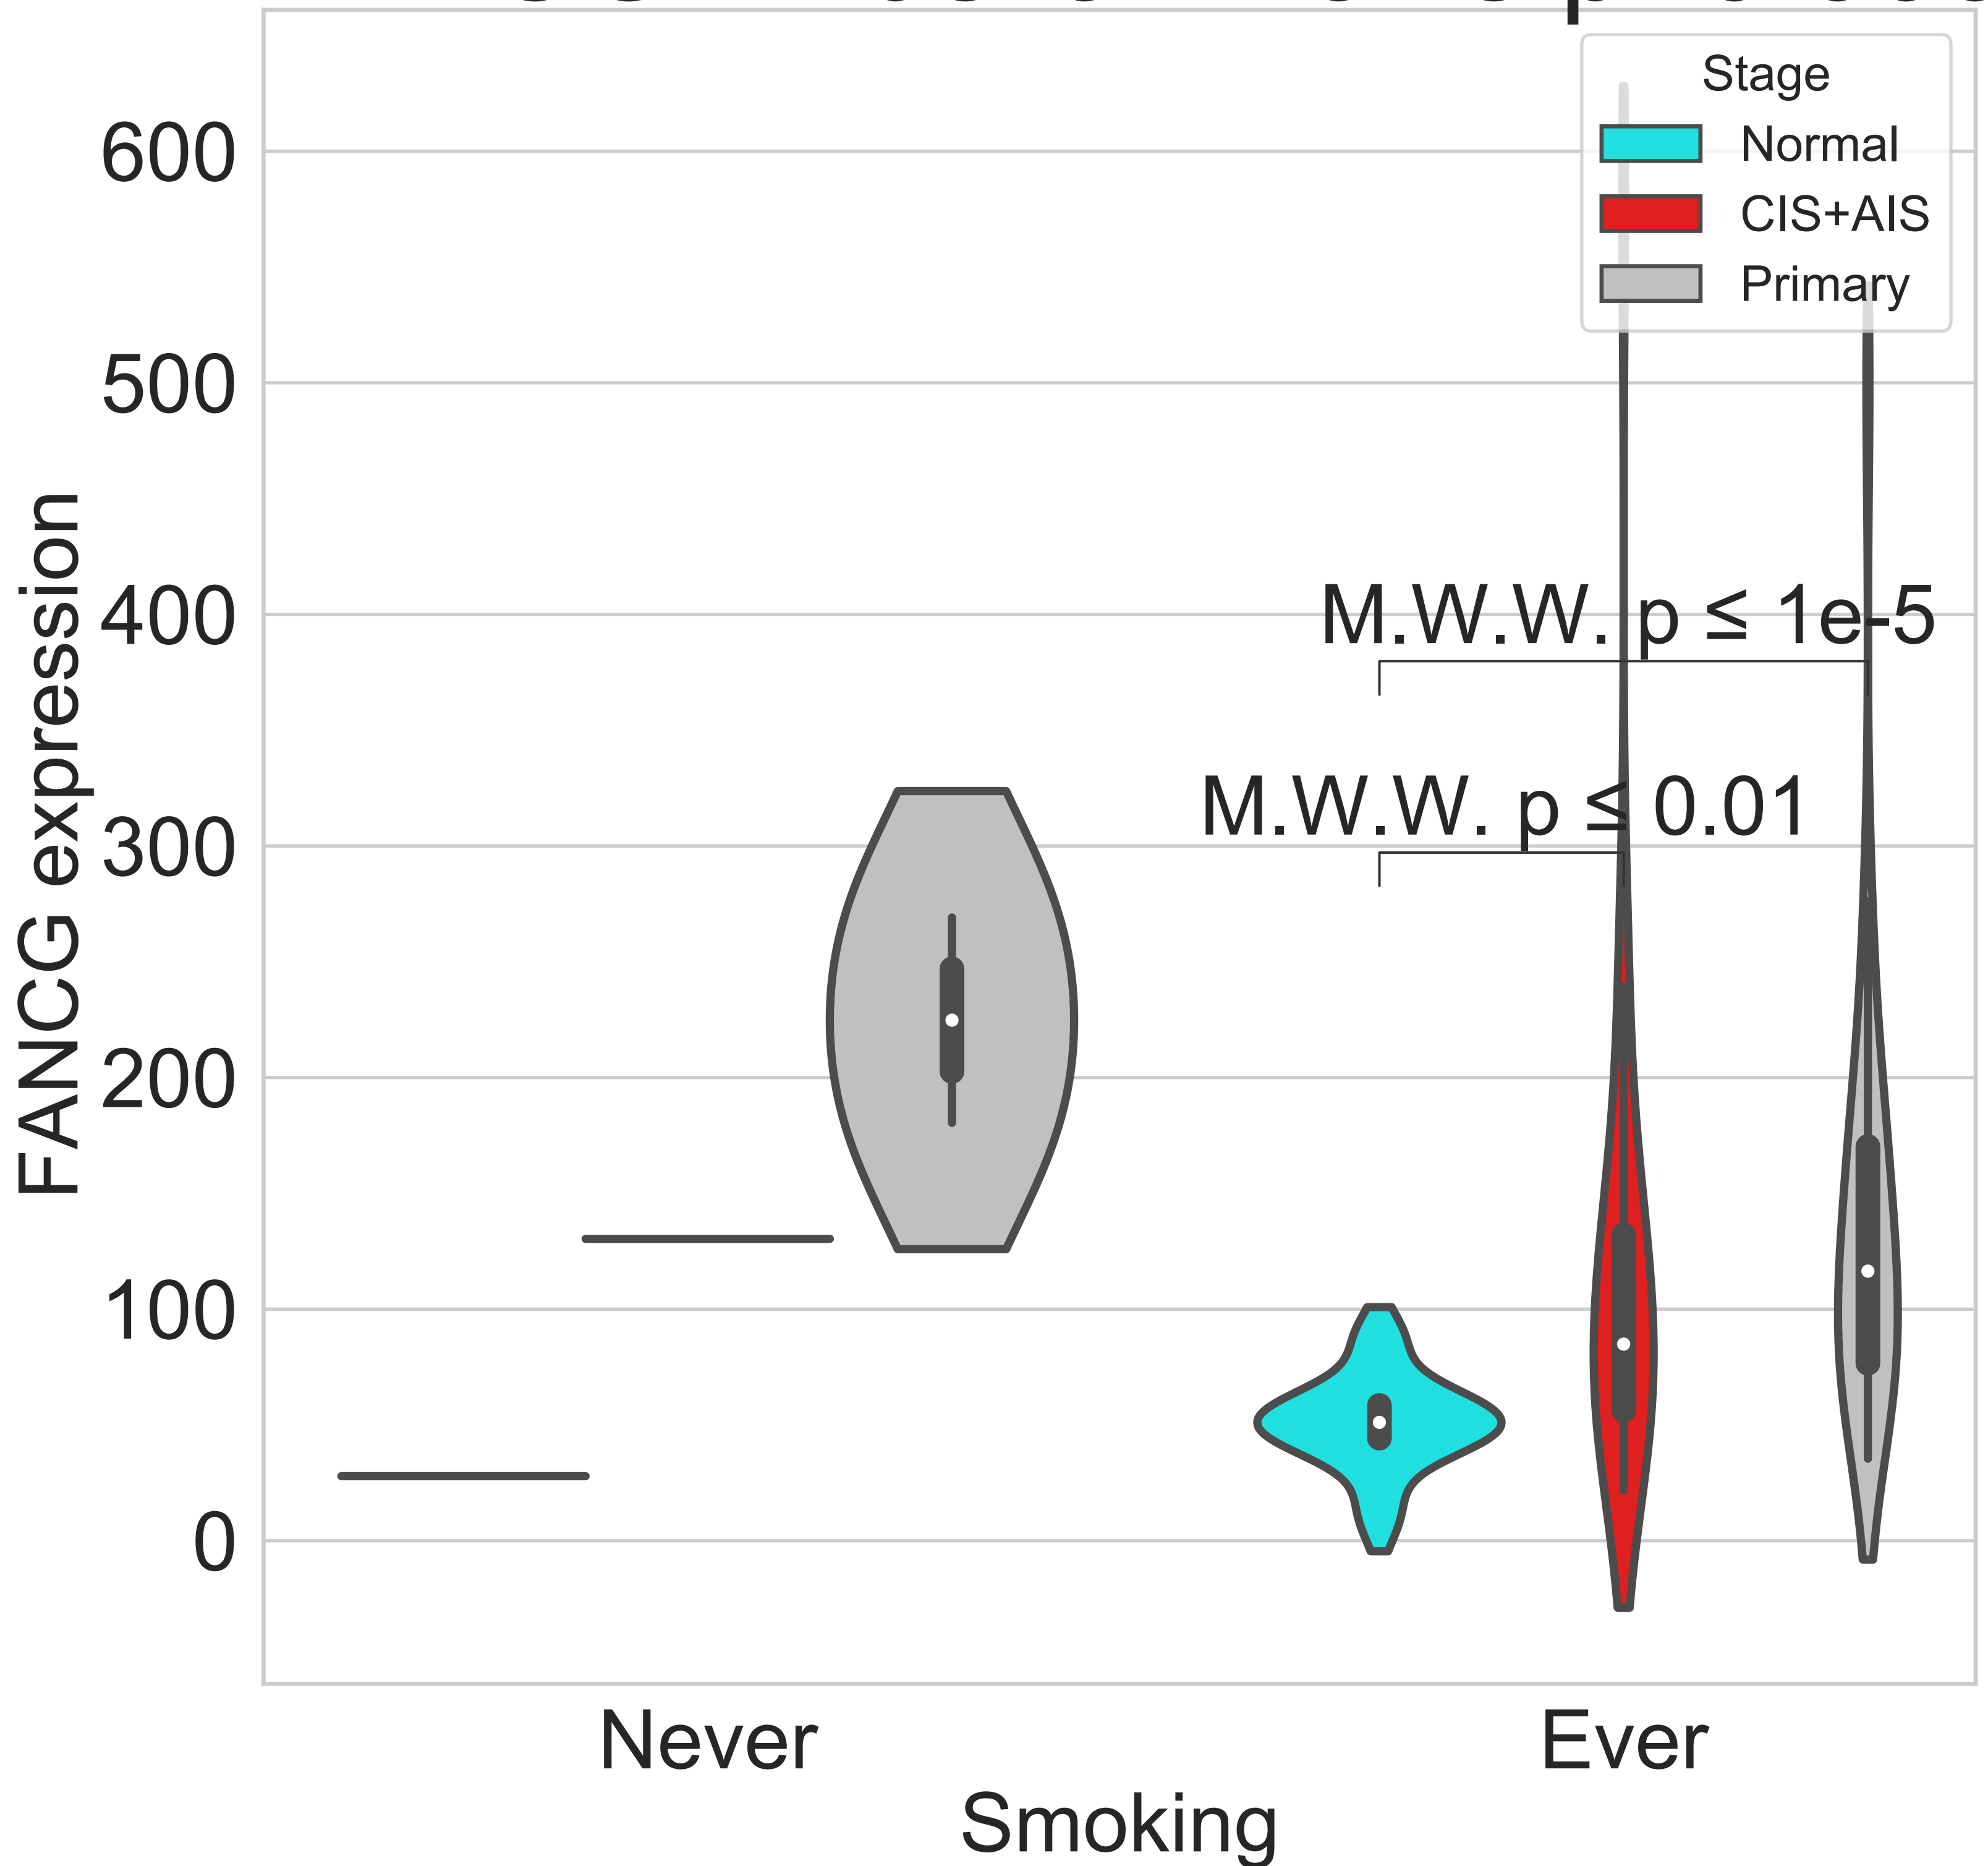 Stage
Normal
CIS+AIS
Primary
600
500
400
300
200
100
0
FANCG expression
M.W.W. p ≤ 1e-5
M.W.W. p ≤ 0.01
Never
Ever
Smoking